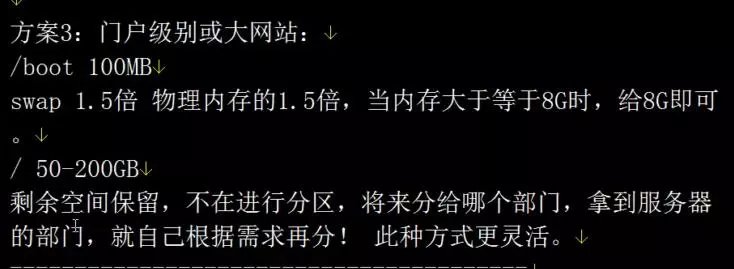 方案3：门户级别或大网站：↓
/boot 100MB↓
swap 1.5倍 物理内存的1.5倍，当内存大于等于8G时，给8G即可
。↓
/ 50-200GB↓
剩余空间保留，不在进行分区，将来分给哪个部门，拿到服务器
的部门，就自己根据需求再分！ 此种方式更灵活。↓
----------------------------------------↓